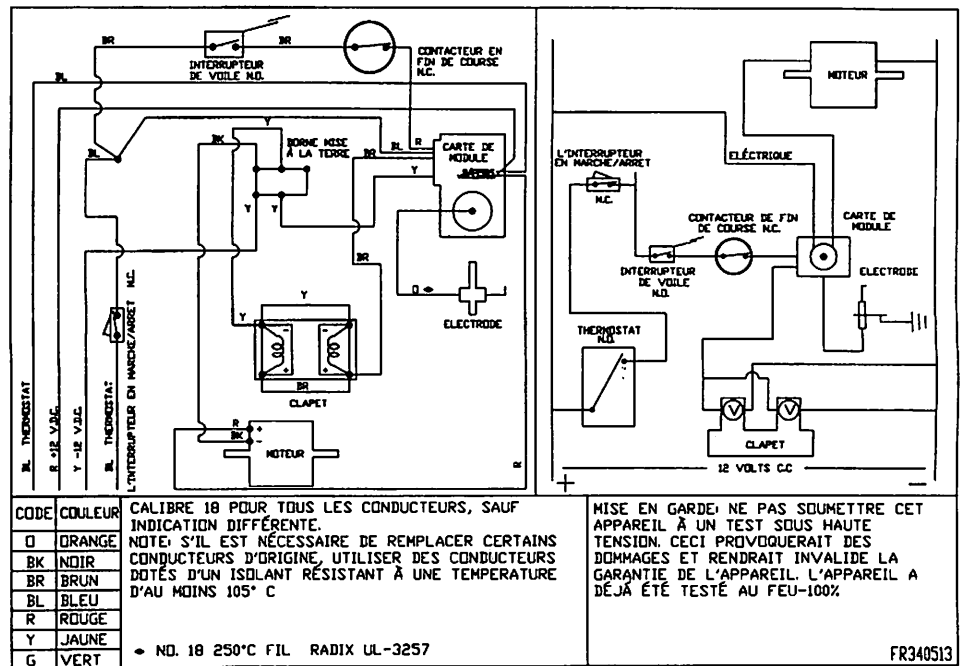 BR
BR
INTERRUPTEUR
DE VOILE N.O.
CONTACTEUR EN
FIN DE COURSE
N.C.
BL
Y
BK
BORNE MISE
À LA TERRE
BL
R
BR
Y
CARTE DE
MODULE
BL
Y
Y
BR
O
ELECTRODE
Y
Y
-
-
+
+
BR
CLAPET
R
BK
+
-
MOTEUR
R
BL THERMOSTAT
R +12 V.D.C.
Y -12 V.D.C.
BL THERMOSTAT
L'INTERRUPTEUR EN MARCHE/ARRET N.C.
MOTEUR
ÉLÉCTRIQUE
L'INTERRUPTEUR
EN MARCHE/ARRET
N.C.
CONTACTEUR DE FIN
DE COURSE N.C.
CARTE DE
MODULE
INTERRUPTEUR
DE VOILE
N.O.
ELECTRODE
THERMOSTAT
N.O.
V
V
CLAPET
12 VOLTS C.C
+
-
CODE COULEUR
O ORANGE
BK NOIR
BR BRUN
BL BLEU
R ROUGE
Y JAUNE
G VERT
CALIBRE 18 POUR TOUS LES CONDUCTEURS, SAUF
INDICATION DIFFÉRENTE.
NOTE: S'IL EST NÉCESSAIRE DE REMPLACER CERTAINS
CONDUCTEURS D'ORIGINE, UTILISER DES CONDUCTEURS
DOTÉS D'UN ISOLANT RÉSISTANT À UNE TEMPERATURE
D'AU MOINS 105° C
NO. 18 250°C FIL RADIX UL-3257
MISE EN GARDE: NE PAS SOUMETTRE CET
APPAREIL À UN TEST SOUS HAUTE
TENSION. CECI PROVOQUERAIT DES
DOMMAGES ET RENDRAIT INVALIDE LA
GARANTIE DE L'APPAREIL. L'APPAREIL A
DÉJÀ ÉTÉ TESTÉ AU FEU-100%
FR340513